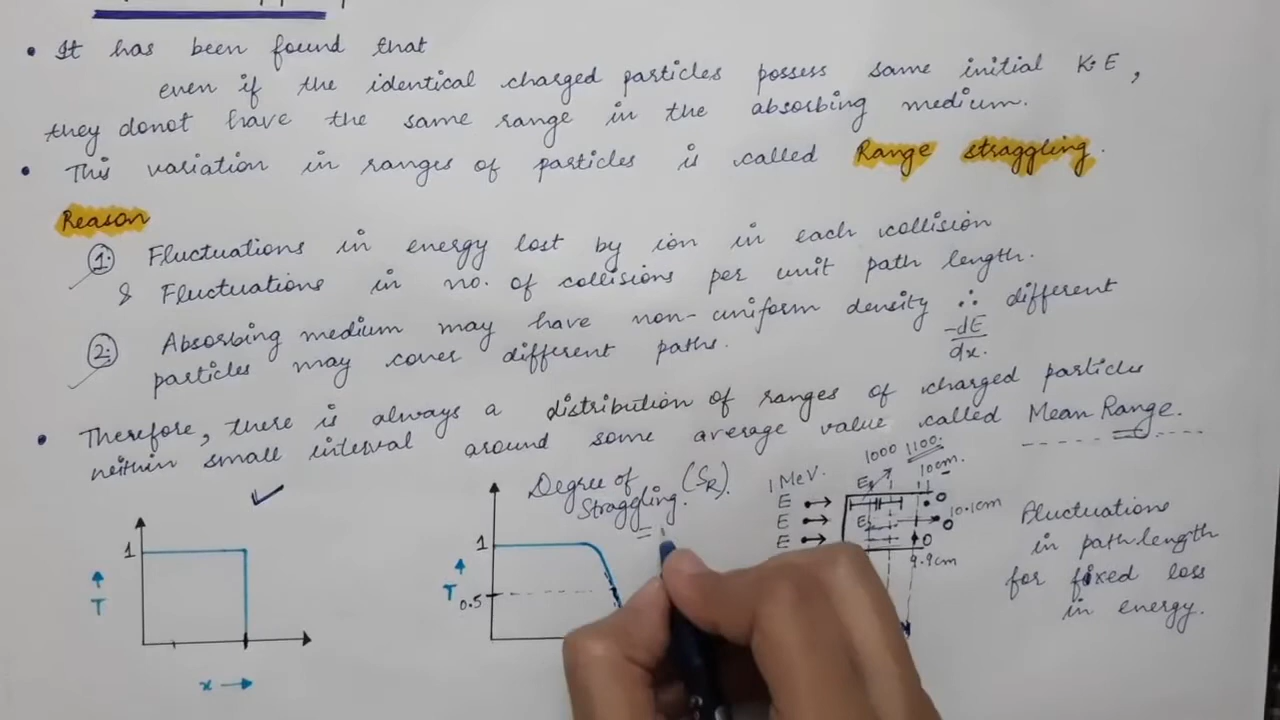 • It has been found that
even if the identical charged particles possess same initial K.E,
they donot have the same range in the absorbing medium.
• This variation in ranges of particles is called Range straggling.
Reason
1. Fluctuations in energy lost by ion in each collision
& Fluctuations in no. of collisions per unit path length.
2. Absorbing medium may have non-uniform density ∴ different
particles may cover different paths.
-dE
dx.
• Therefore, there is always a distribution of ranges of charged particles
within small interval around some average value called Mean Range.
1
T
x →
Degree of (SR).
Straggling.
=
1
T
0.5
1 MeV.
E
E
E
1000 1100.
10cm.
10.1cm
9.9cm
Fluctuations
in path length
for fixed loss
in energy.